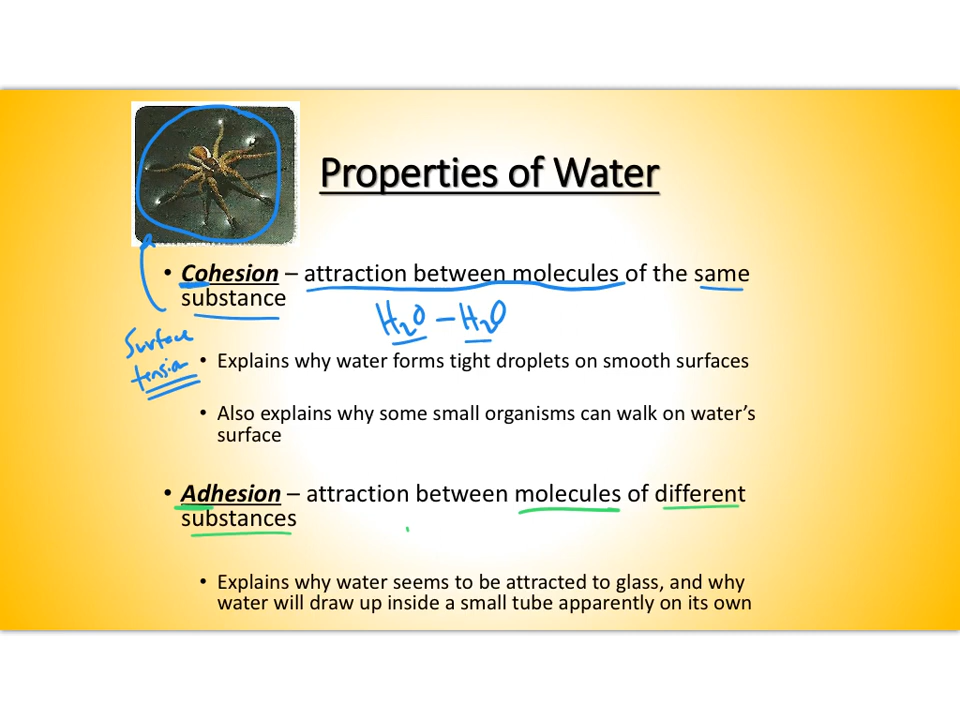 Properties of Water
• Cohesion – attraction between molecules of the same
substance
H₂O – H₂O
Surface
tension
• Explains why water forms tight droplets on smooth surfaces
• Also explains why some small organisms can walk on water's
surface
• Adhesion – attraction between molecules of different
substances
• Explains why water seems to be attracted to glass, and why
water will draw up inside a small tube apparently on its own